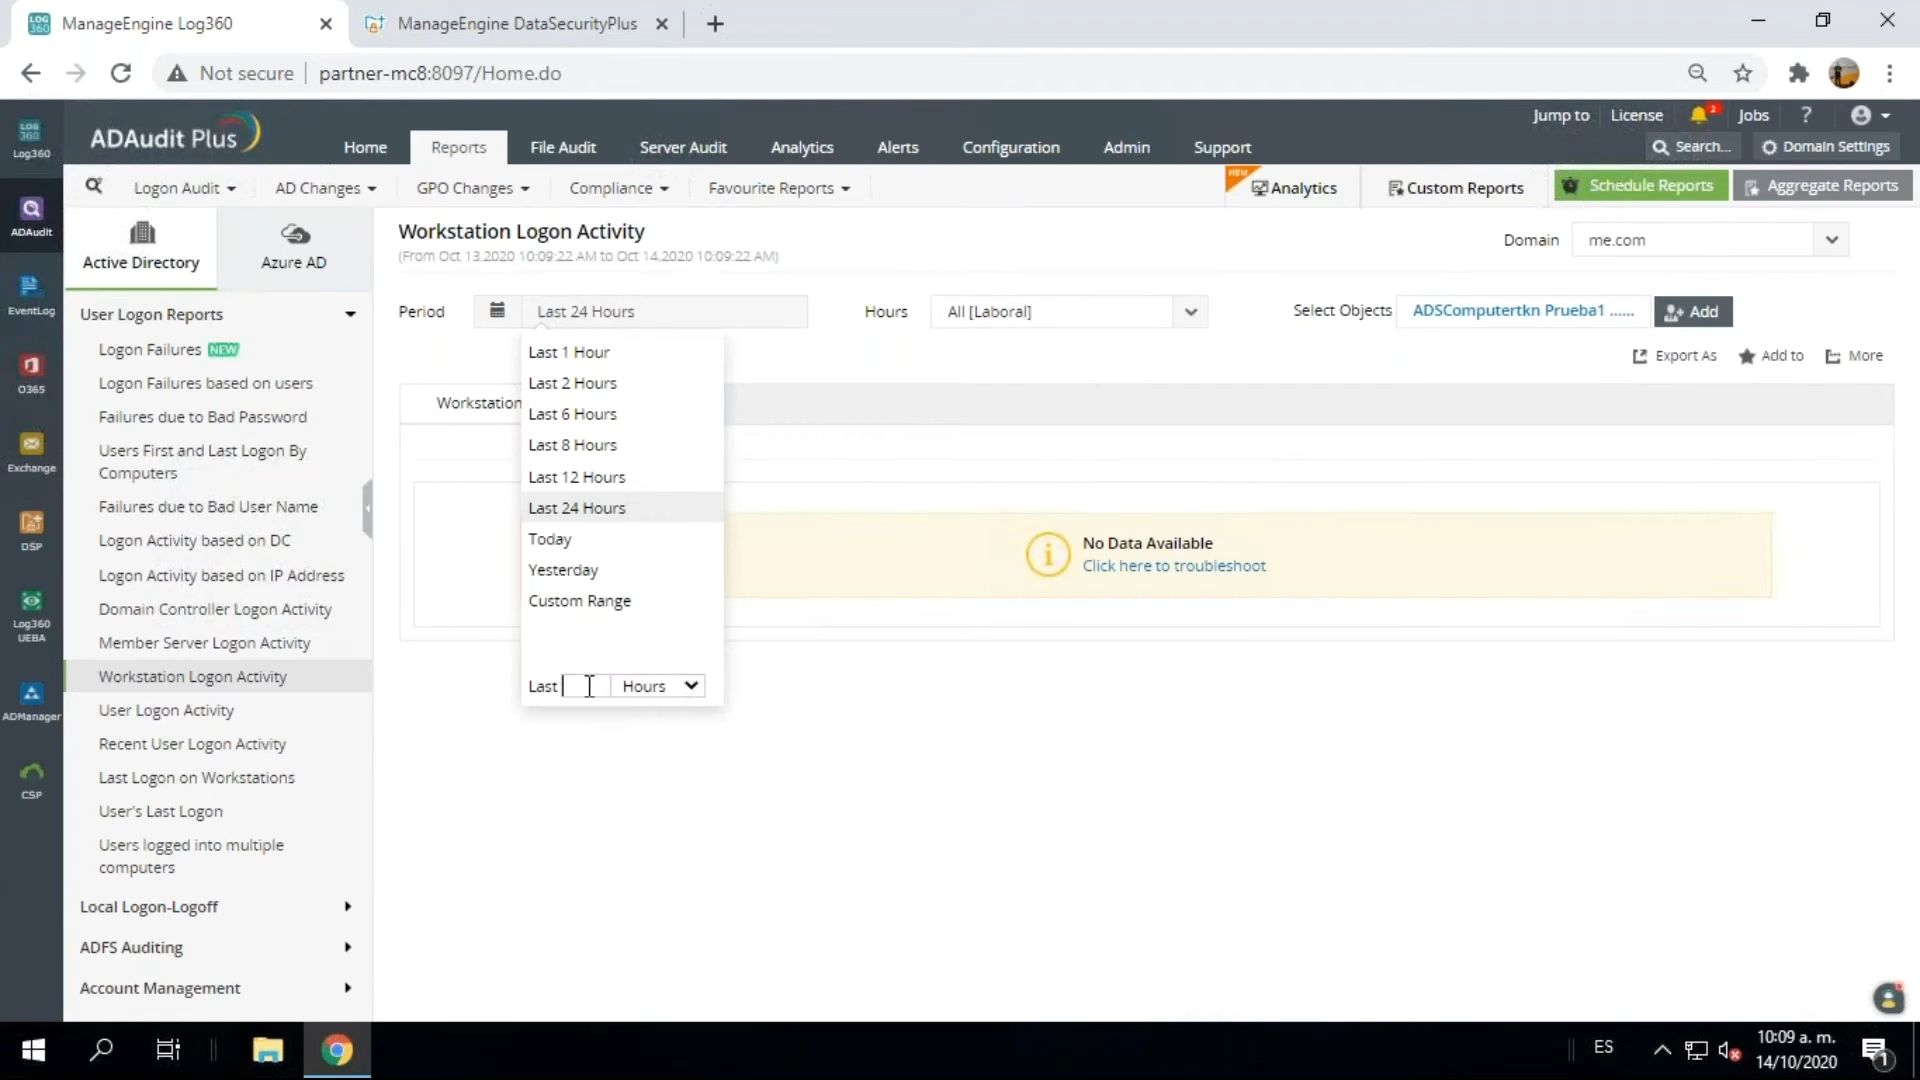 ManageEngine Log360
ManageEngine DataSecurityPlus
Not secure
partner-mc8:8097/Home.do
LOG 360
Log360
ADAudit
EventLog
O365
Exchange
DSP
Log360
UEBA
ADManager
CSP
ADAudit Plus
Jump to
License
2
Jobs
?
Home
Reports
File Audit
Server Audit
Analytics
Alerts
Configuration
Admin
Support
Search...
Domain Settings
Logon Audit
AD Changes
GPO Changes
Compliance
Favourite Reports
NEW
Analytics
Custom Reports
Schedule Reports
Aggregate Reports
Active Directory
Azure AD
User Logon Reports
Logon Failures NEW
Logon Failures based on users
Failures due to Bad Password
Users First and Last Logon By
Computers
Failures due to Bad User Name
Logon Activity based on DC
Logon Activity based on IP Address
Domain Controller Logon Activity
Member Server Logon Activity
Workstation Logon Activity
User Logon Activity
Recent User Logon Activity
Last Logon on Workstations
User's Last Logon
Users logged into multiple
computers
Local Logon-Logoff
ADFS Auditing
Account Management
Workstation Logon Activity
(From Oct 13,2020 10:09:22 AM to Oct 14,2020 10:09:22 AM)
Domain
me.com
Period
Last 24 Hours
Hours
All [Laboral]
Select Objects
ADSComputertkn Prueba1 ......
Add
Export As
Add to
More
Workstation
Last 1 Hour
Last 2 Hours
Last 6 Hours
Last 8 Hours
Last 12 Hours
Last 24 Hours
Today
Yesterday
Custom Range
Last
Hours
No Data Available
Click here to troubleshoot
ES
10:09 a. m.
14/10/2020
1